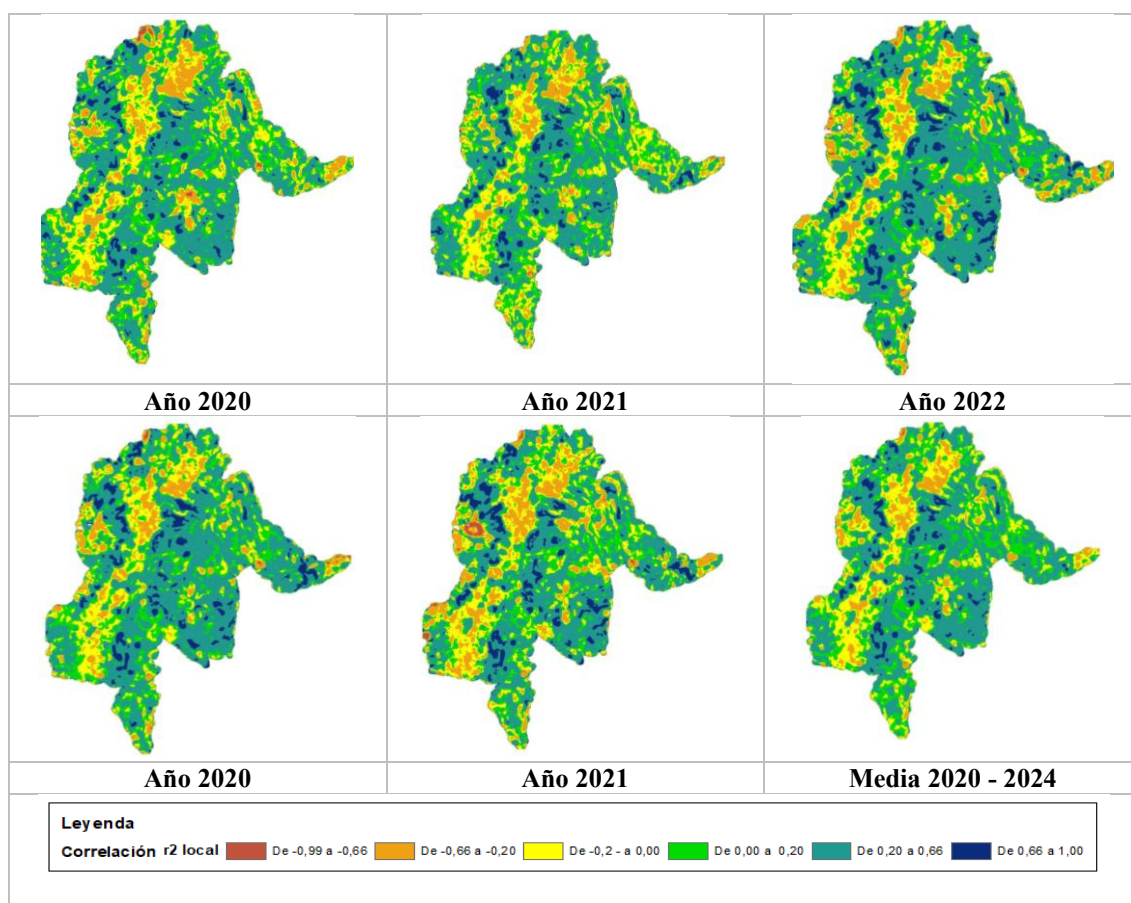 Año 2020
Año 2021
Año 2022
Año 2020
Año 2021
Media 2020 - 2024
Leyenda
Correlación r2 local De -0,99 a -0,66 De -0,66 a -0,20 De -0,2 - a 0,00 De 0,00 a 0,20 De 0,20 a 0,66 De 0,66 a 1,00